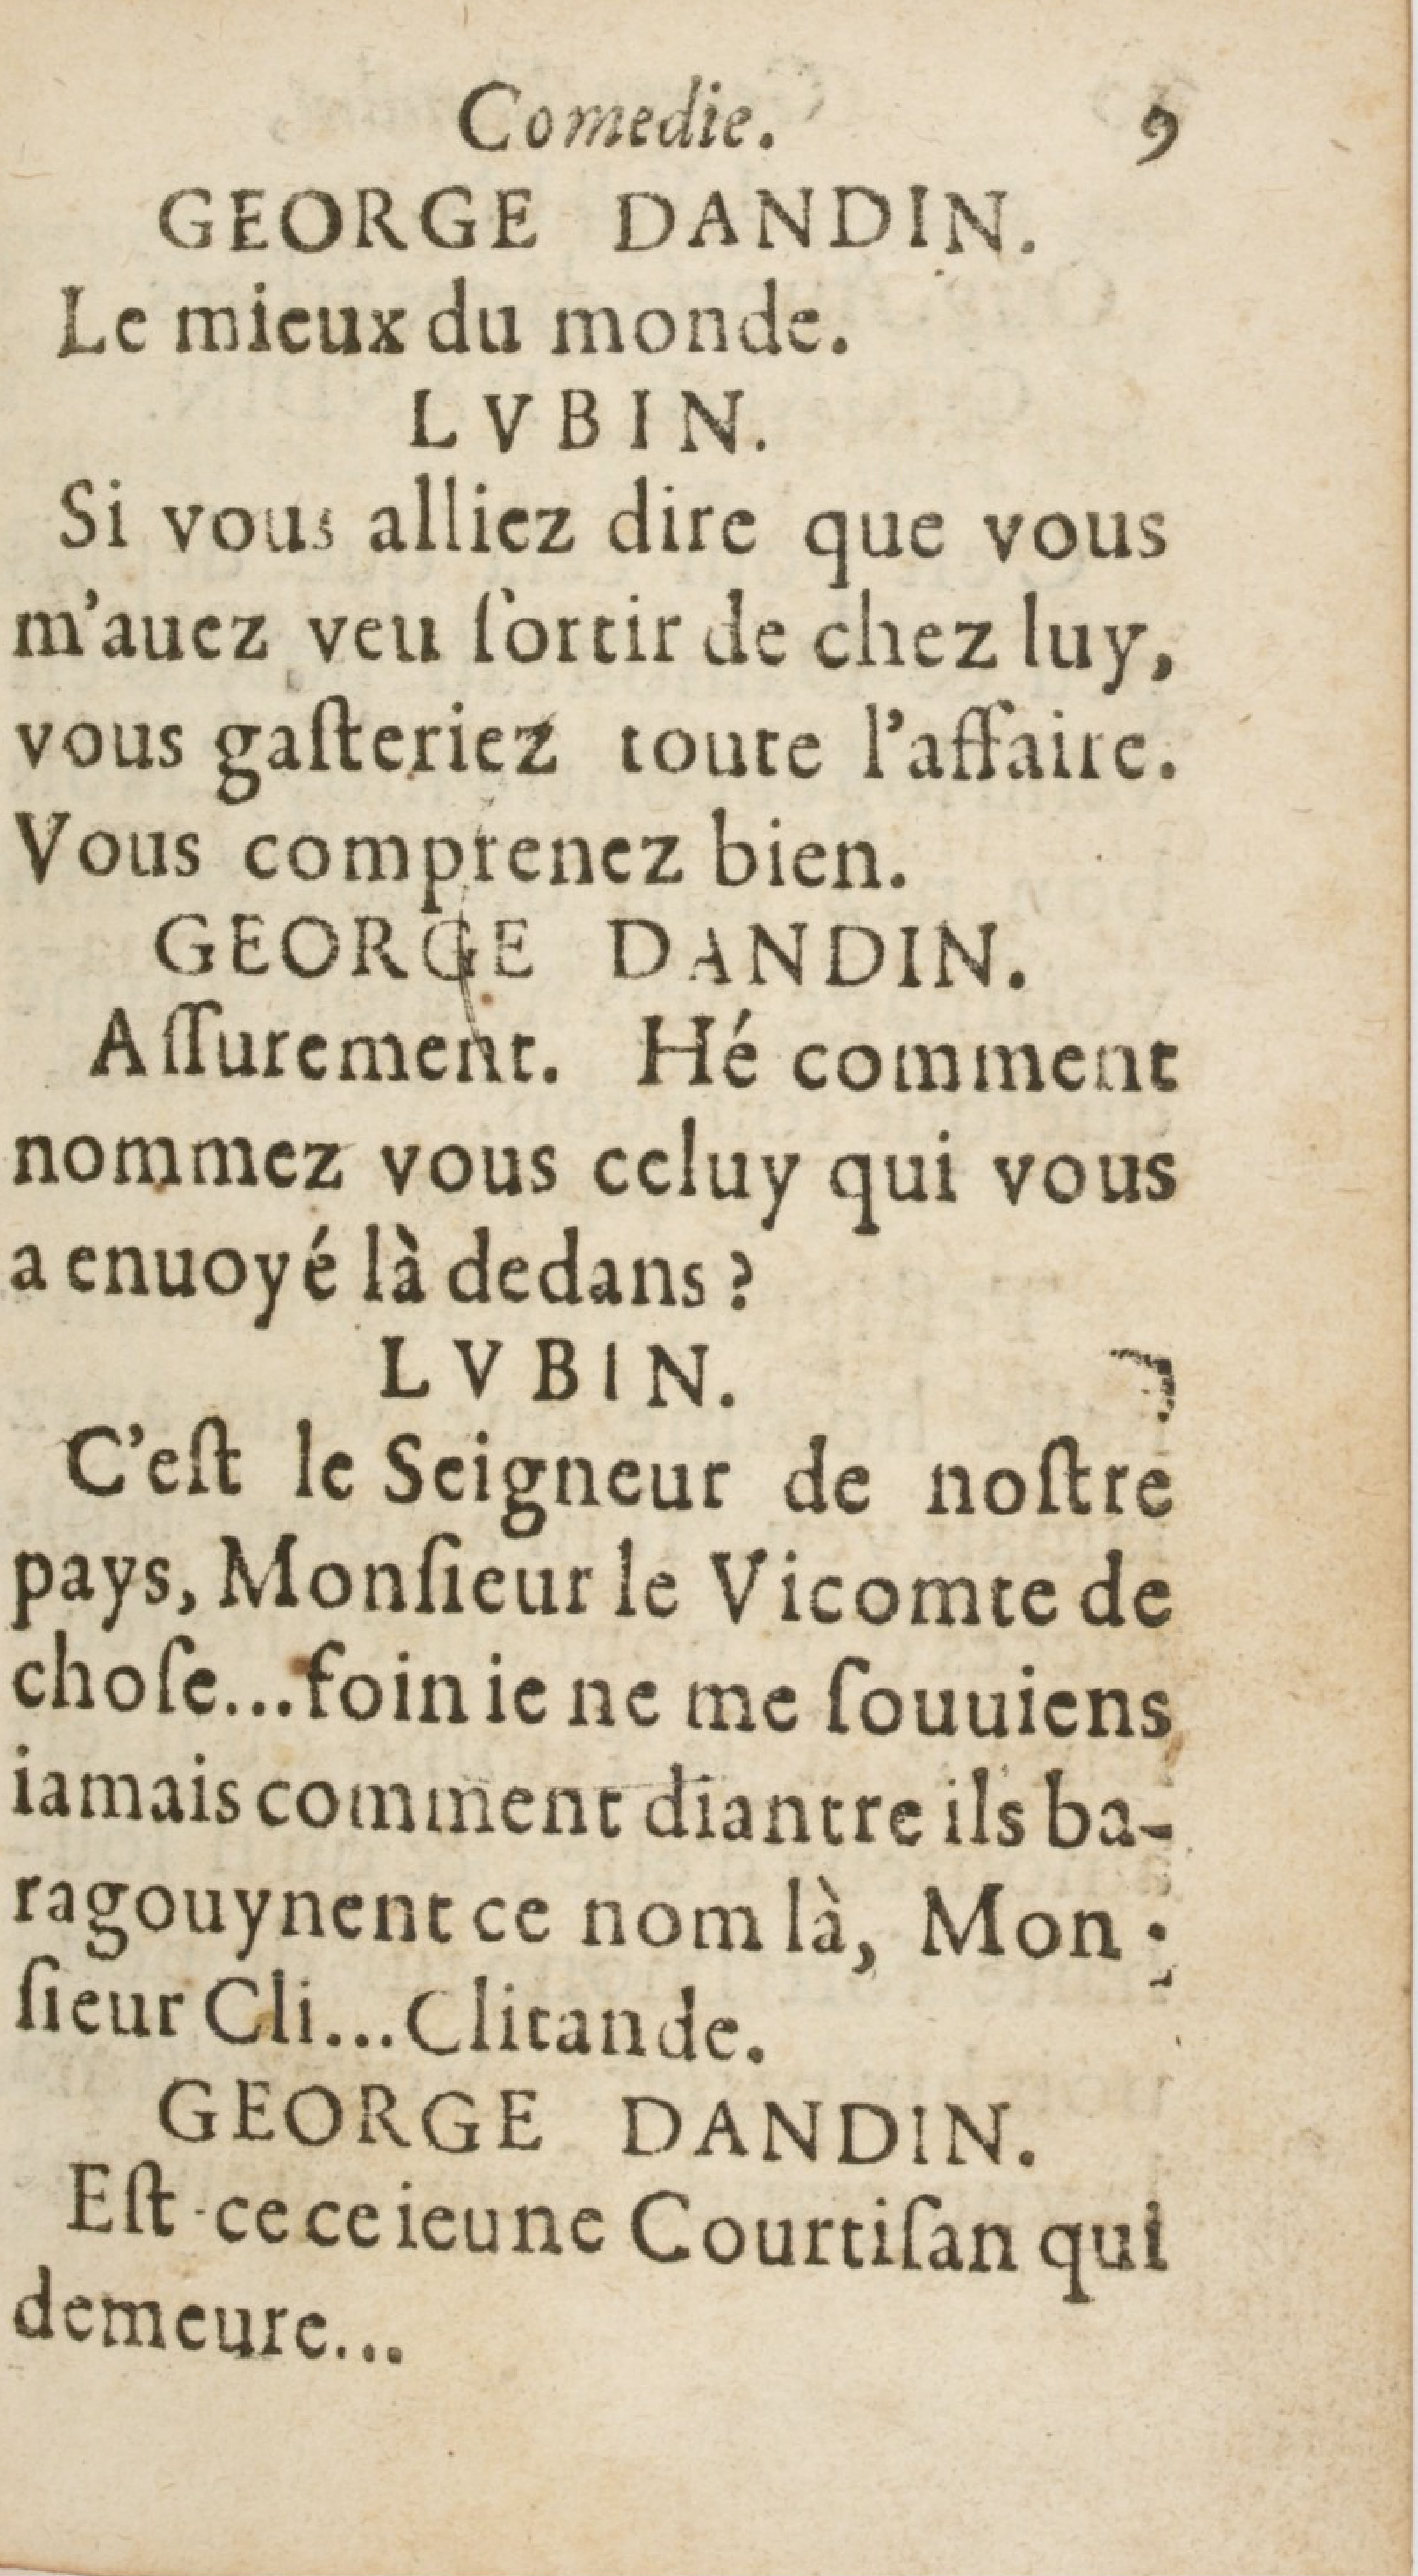 Comedie. 9
GEORGE DANDIN.
Le mieux du monde.
LVBIN.
Si vous alliez dire que vous
m'auez veu ſortir de chez luy,
vous gaſteriez toute l'affaire.
Vous comprenez bien.
GEORGE DANDIN.
Aſſurement. Hé comment
nommez vous celuy qui vous
a enuoyé là dedans ?
LVBIN.
C'eſt le Seigneur de noſtre
pays, Monſieur le Vicomte de
choſe... foin ie ne me ſouuiens
iamais comment diantre ils ba-
ragouynent ce nom là, Mon-
ſieur Cli... Clitande.
GEORGE DANDIN.
Eſt-ce ce ieune Courtiſan qui
demeure...